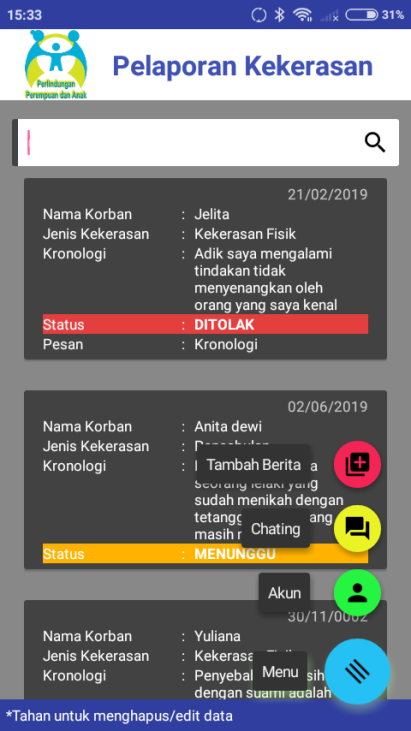 15:33
31%
Perlindungan
Perempuan dan Anak
Pelaporan Kekerasan
21/02/2019
Nama Korban : Jelita
Jenis Kekerasan : Kekerasan Fisik
Kronologi : Adik saya mengalami
tindakan tidak
menyenangkan oleh
orang yang saya kenal
Status : DITOLAK
Pesan : Kronologi
02/06/2019
Nama Korban : Anita dewi
Jenis Kekerasan :
Kronologi :
Tambah Berita
seorang lelaki yang
sudah menikah dengan
Chating
Status : MENUNGGU
Akun
30/11/0002
Nama Korban : Yuliana
Jenis Kekerasan :
Menu
Kronologi :
dengan suami adalah
*Tahan untuk menghapus/edit data